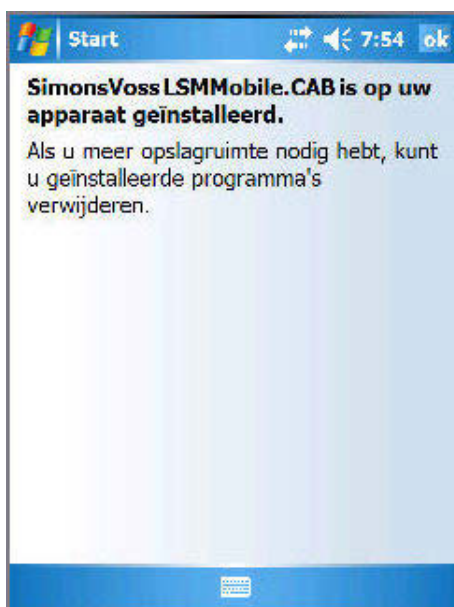 Start 7:54 ok
SimonsVoss LSMMobile.CAB is op uw
apparaat geïnstalleerd.
Als u meer opslagruimte nodig hebt, kunt
u geïnstalleerde programma's
verwijderen.